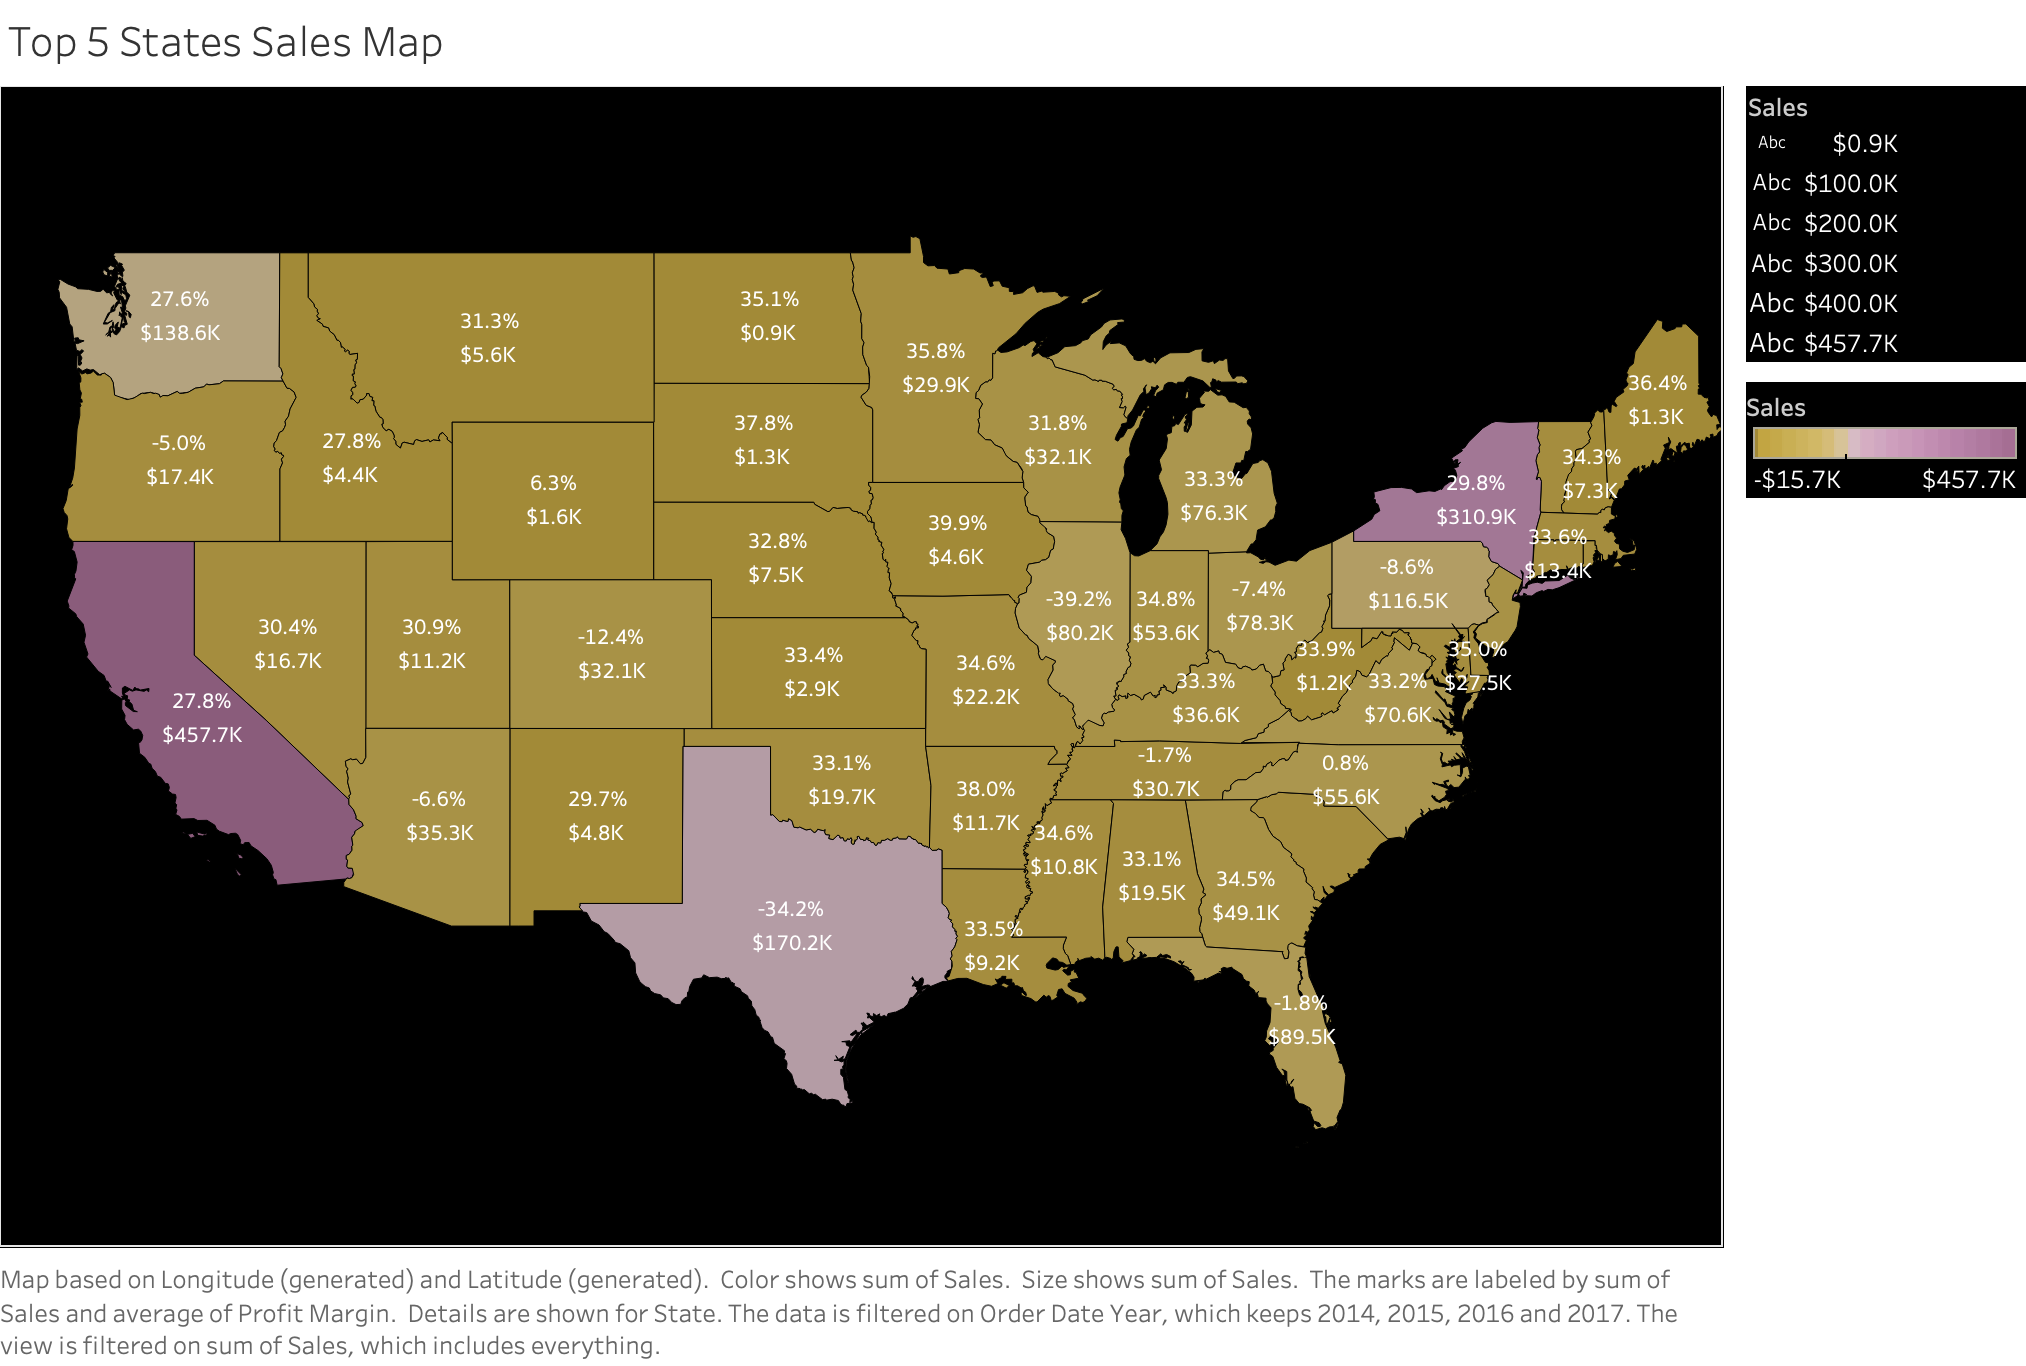 Top 5 States Sales Map
Sales
Abc $0.9K
Abc $100.0K
Abc $200.0K
Abc $300.0K
Abc $400.0K
Abc $457.7K
Sales
-$15.7K $457.7K
27.6%
$138.6K
31.3%
$5.6K
35.1%
$0.9K
35.8%
$29.9K
36.4%
$1.3K
-5.0%
$17.4K
27.8%
$4.4K
6.3%
$1.6K
37.8%
$1.3K
31.8%
$32.1K
33.3%
$76.3K
29.8%
$310.9K
34.3%
$7.3K
33.6%
$13.4K
32.8%
$7.5K
39.9%
$4.6K
-39.2%
$80.2K
34.8%
$53.6K
-7.4%
$78.3K
-8.6%
$116.5K
27.8%
$457.7K
30.4%
$16.7K
30.9%
$11.2K
-12.4%
$32.1K
33.4%
$2.9K
34.6%
$22.2K
33.3%
$36.6K
33.9%
$1.2K
33.2%
$70.6K
35.0%
$27.5K
-6.6%
$35.3K
29.7%
$4.8K
33.1%
$19.7K
38.0%
$11.7K
-1.7%
$30.7K
0.8%
$55.6K
-34.2%
$170.2K
33.5%
$9.2K
34.6%
$10.8K
33.1%
$19.5K
34.5%
$49.1K
-1.8%
$89.5K
Map based on Longitude (generated) and Latitude (generated).  Color shows sum of Sales.  Size shows sum of Sales.  The marks are labeled by sum of
Sales and average of Profit Margin.  Details are shown for State. The data is filtered on Order Date Year, which keeps 2014, 2015, 2016 and 2017. The
view is filtered on sum of Sales, which includes everything.